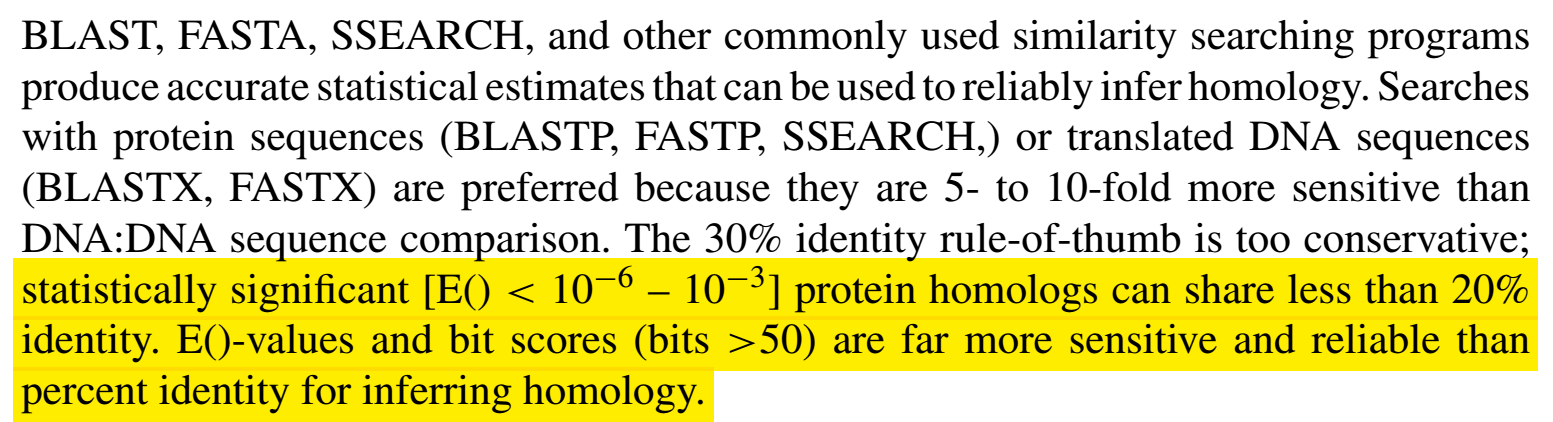 BLAST, FASTA, SSEARCH, and other commonly used similarity searching programs
produce accurate statistical estimates that can be used to reliably infer homology. Searches
with protein sequences (BLASTP, FASTP, SSEARCH,) or translated DNA sequences
(BLASTX, FASTX) are preferred because they are 5- to 10-fold more sensitive than
DNA:DNA sequence comparison. The 30% identity rule-of-thumb is too conservative;
statistically significant [E() < 10⁻⁶ – 10⁻³] protein homologs can share less than 20%
identity. E()-values and bit scores (bits >50) are far more sensitive and reliable than
percent identity for inferring homology.